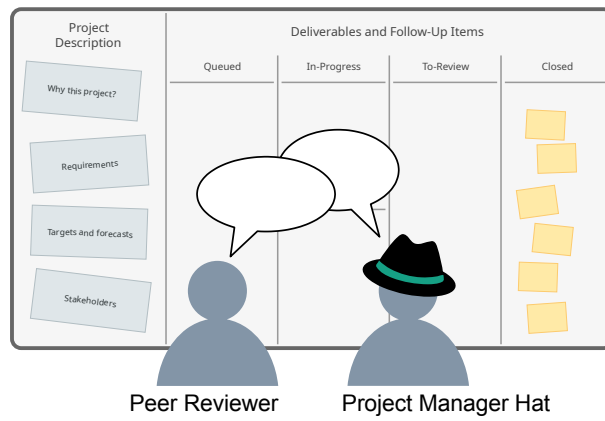 Project
Description
Deliverables and Follow-Up Items
Queued
In-Progress
To-Review
Closed
Why this project?
Requirements
Targets and forecasts
Stakeholders
Peer Reviewer
Project Manager Hat